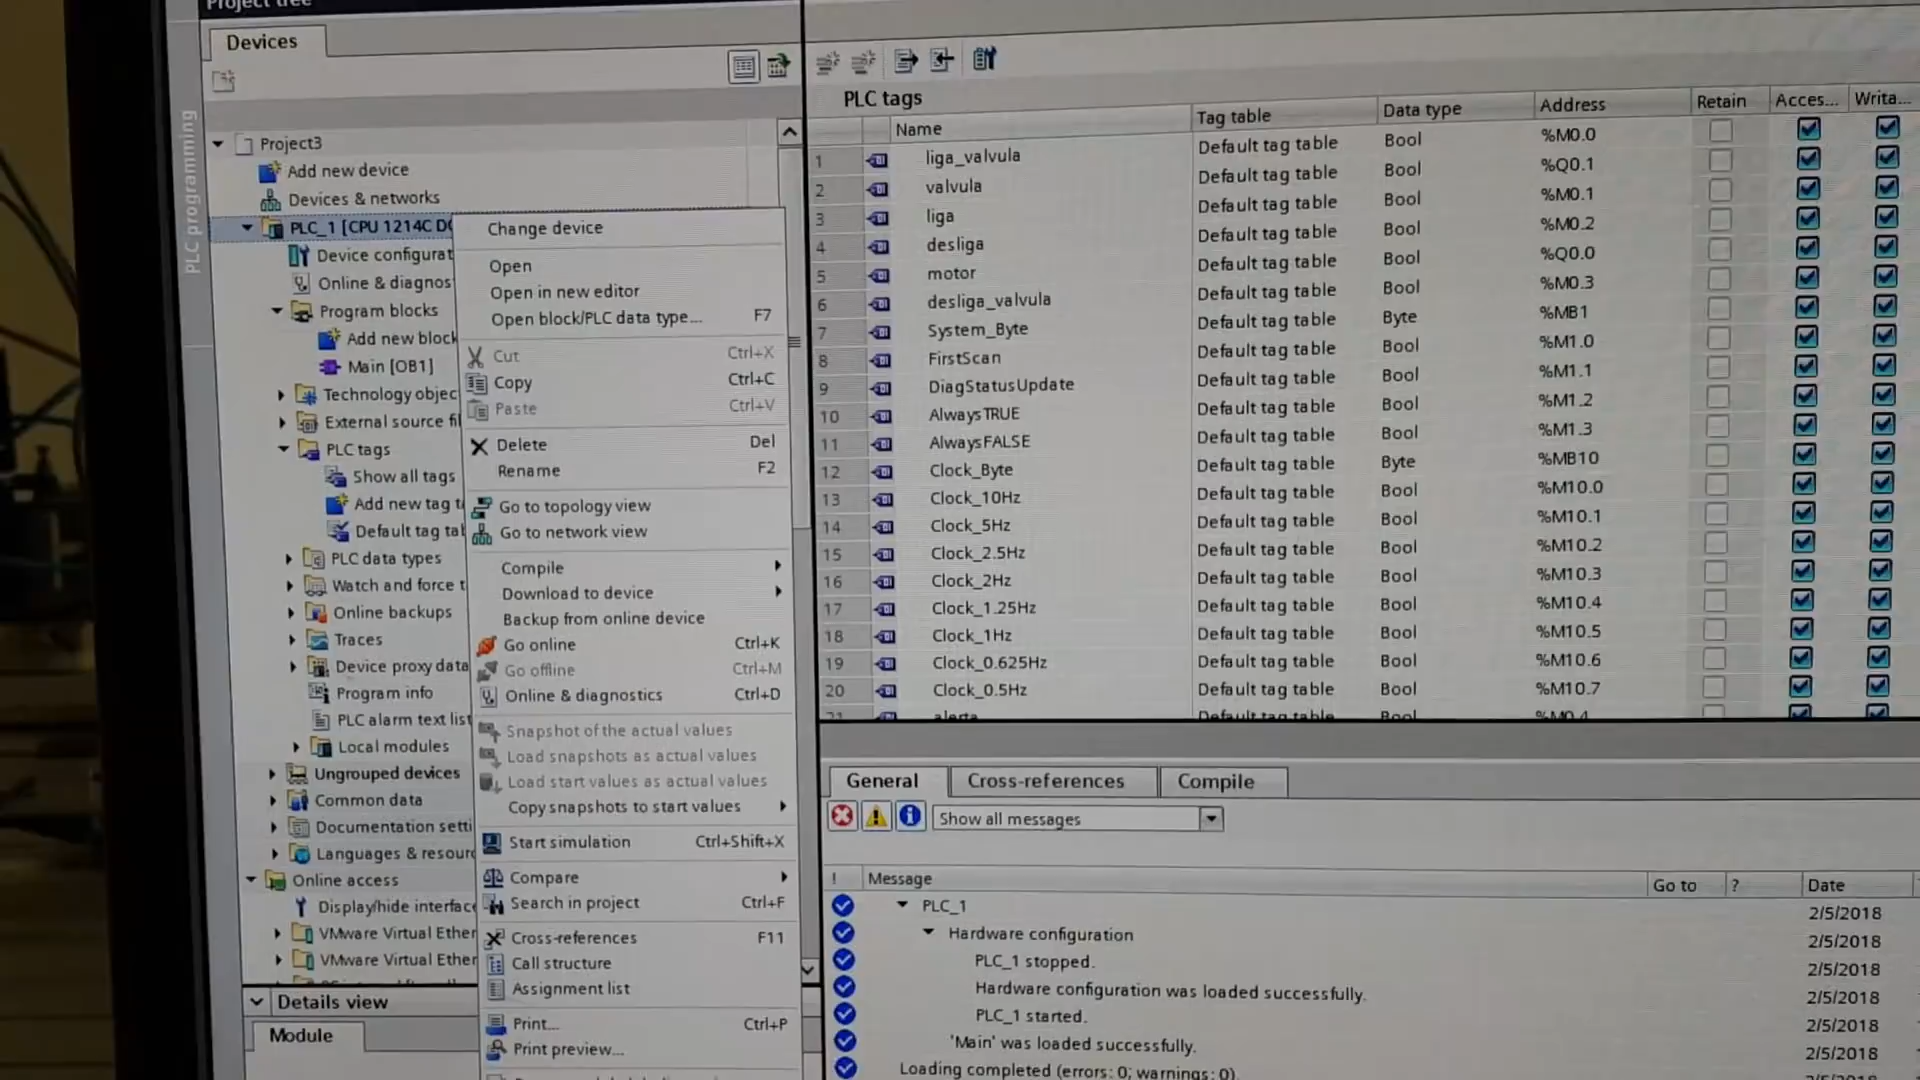 Project tree
Devices
PLC programming
Project3
Add new device
Devices & networks
PLC_1 [CPU 1214C DC
Device configurat
Online & diagnos
Program blocks
Add new block
Main [OB1]
Technology objec
External source fil
PLC tags
Show all tags
Add new tag t
Default tag tal
PLC data types
Watch and force t
Online backups
Traces
Device proxy data
Program info
PLC alarm text list
Local modules
Ungrouped devices
Common data
Documentation setti
Languages & resourc
Online access
Display/hide interface
VMware Virtual Ether
VMware Virtual Ether
Details view
Module
Change device
Open
Open in new editor
Open block/PLC data type... F7
Cut Ctrl+X
Copy Ctrl+C
Paste Ctrl+V
Delete Del
Rename F2
Go to topology view
Go to network view
Compile
Download to device
Backup from online device
Go online Ctrl+K
Go offline Ctrl+M
Online & diagnostics Ctrl+D
Snapshot of the actual values
Load snapshots as actual values
Load start values as actual values
Copy snapshots to start values
Start simulation Ctrl+Shift+X
Compare
Search in project Ctrl+F
Cross-references F11
Call structure
Assignment list
Print... Ctrl+P
Print preview...
PLC tags
Name Tag table Data type Address Retain Acces... Writa...
1 liga_valvula Default tag table Bool %M0.0
2 valvula Default tag table Bool %Q0.1
3 liga Default tag table Bool %M0.1
4 desliga Default tag table Bool %M0.2
5 motor Default tag table Bool %Q0.0
6 desliga_valvula Default tag table Bool %M0.3
7 System_Byte Default tag table Byte %MB1
8 FirstScan Default tag table Bool %M1.0
9 DiagStatusUpdate Default tag table Bool %M1.1
10 AlwaysTRUE Default tag table Bool %M1.2
11 AlwaysFALSE Default tag table Bool %M1.3
12 Clock_Byte Default tag table Byte %MB10
13 Clock_10Hz Default tag table Bool %M10.0
14 Clock_5Hz Default tag table Bool %M10.1
15 Clock_2.5Hz Default tag table Bool %M10.2
16 Clock_2Hz Default tag table Bool %M10.3
17 Clock_1.25Hz Default tag table Bool %M10.4
18 Clock_1Hz Default tag table Bool %M10.5
19 Clock_0.625Hz Default tag table Bool %M10.6
20 Clock_0.5Hz Default tag table Bool %M10.7
21 alerta Default tag table Bool %M0.4
General Cross-references Compile
Show all messages
! Message Go to ? Date
PLC_1 2/5/2018
Hardware configuration 2/5/2018
PLC_1 stopped. 2/5/2018
Hardware configuration was loaded successfully. 2/5/2018
PLC_1 started. 2/5/2018
'Main' was loaded successfully. 2/5/2018
Loading completed (errors: 0; warnings: 0).